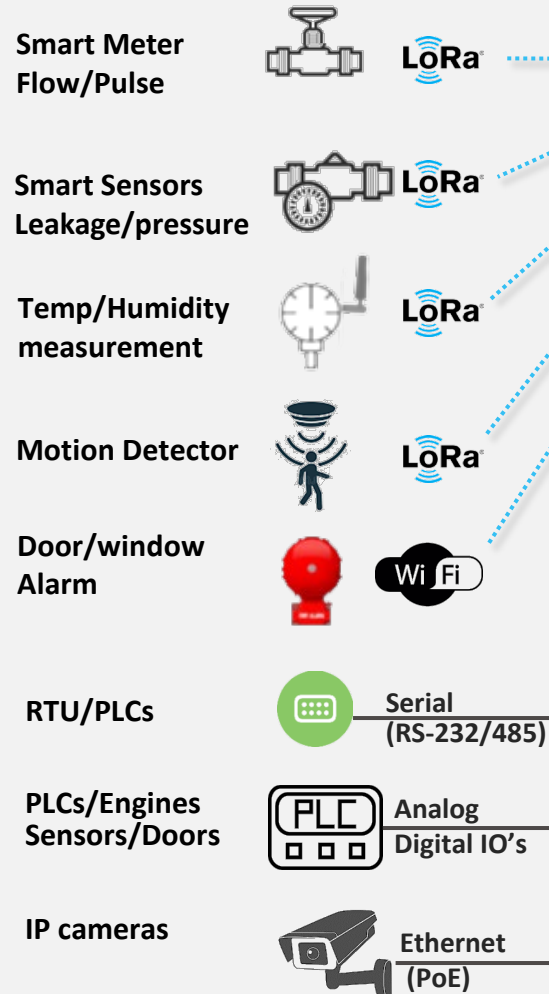 Smart Meter
Flow/Pulse
LoRa®
Smart Sensors
Leakage/pressure
LoRa®
Temp/Humidity
measurement
LoRa®
Motion Detector
LoRa®
Door/window
Alarm
Wi Fi
RTU/PLCs
Serial
(RS-232/485)
PLCs/Engines
Sensors/Doors
PLC
Analog
Digital IO's
IP cameras
Ethernet
(PoE)